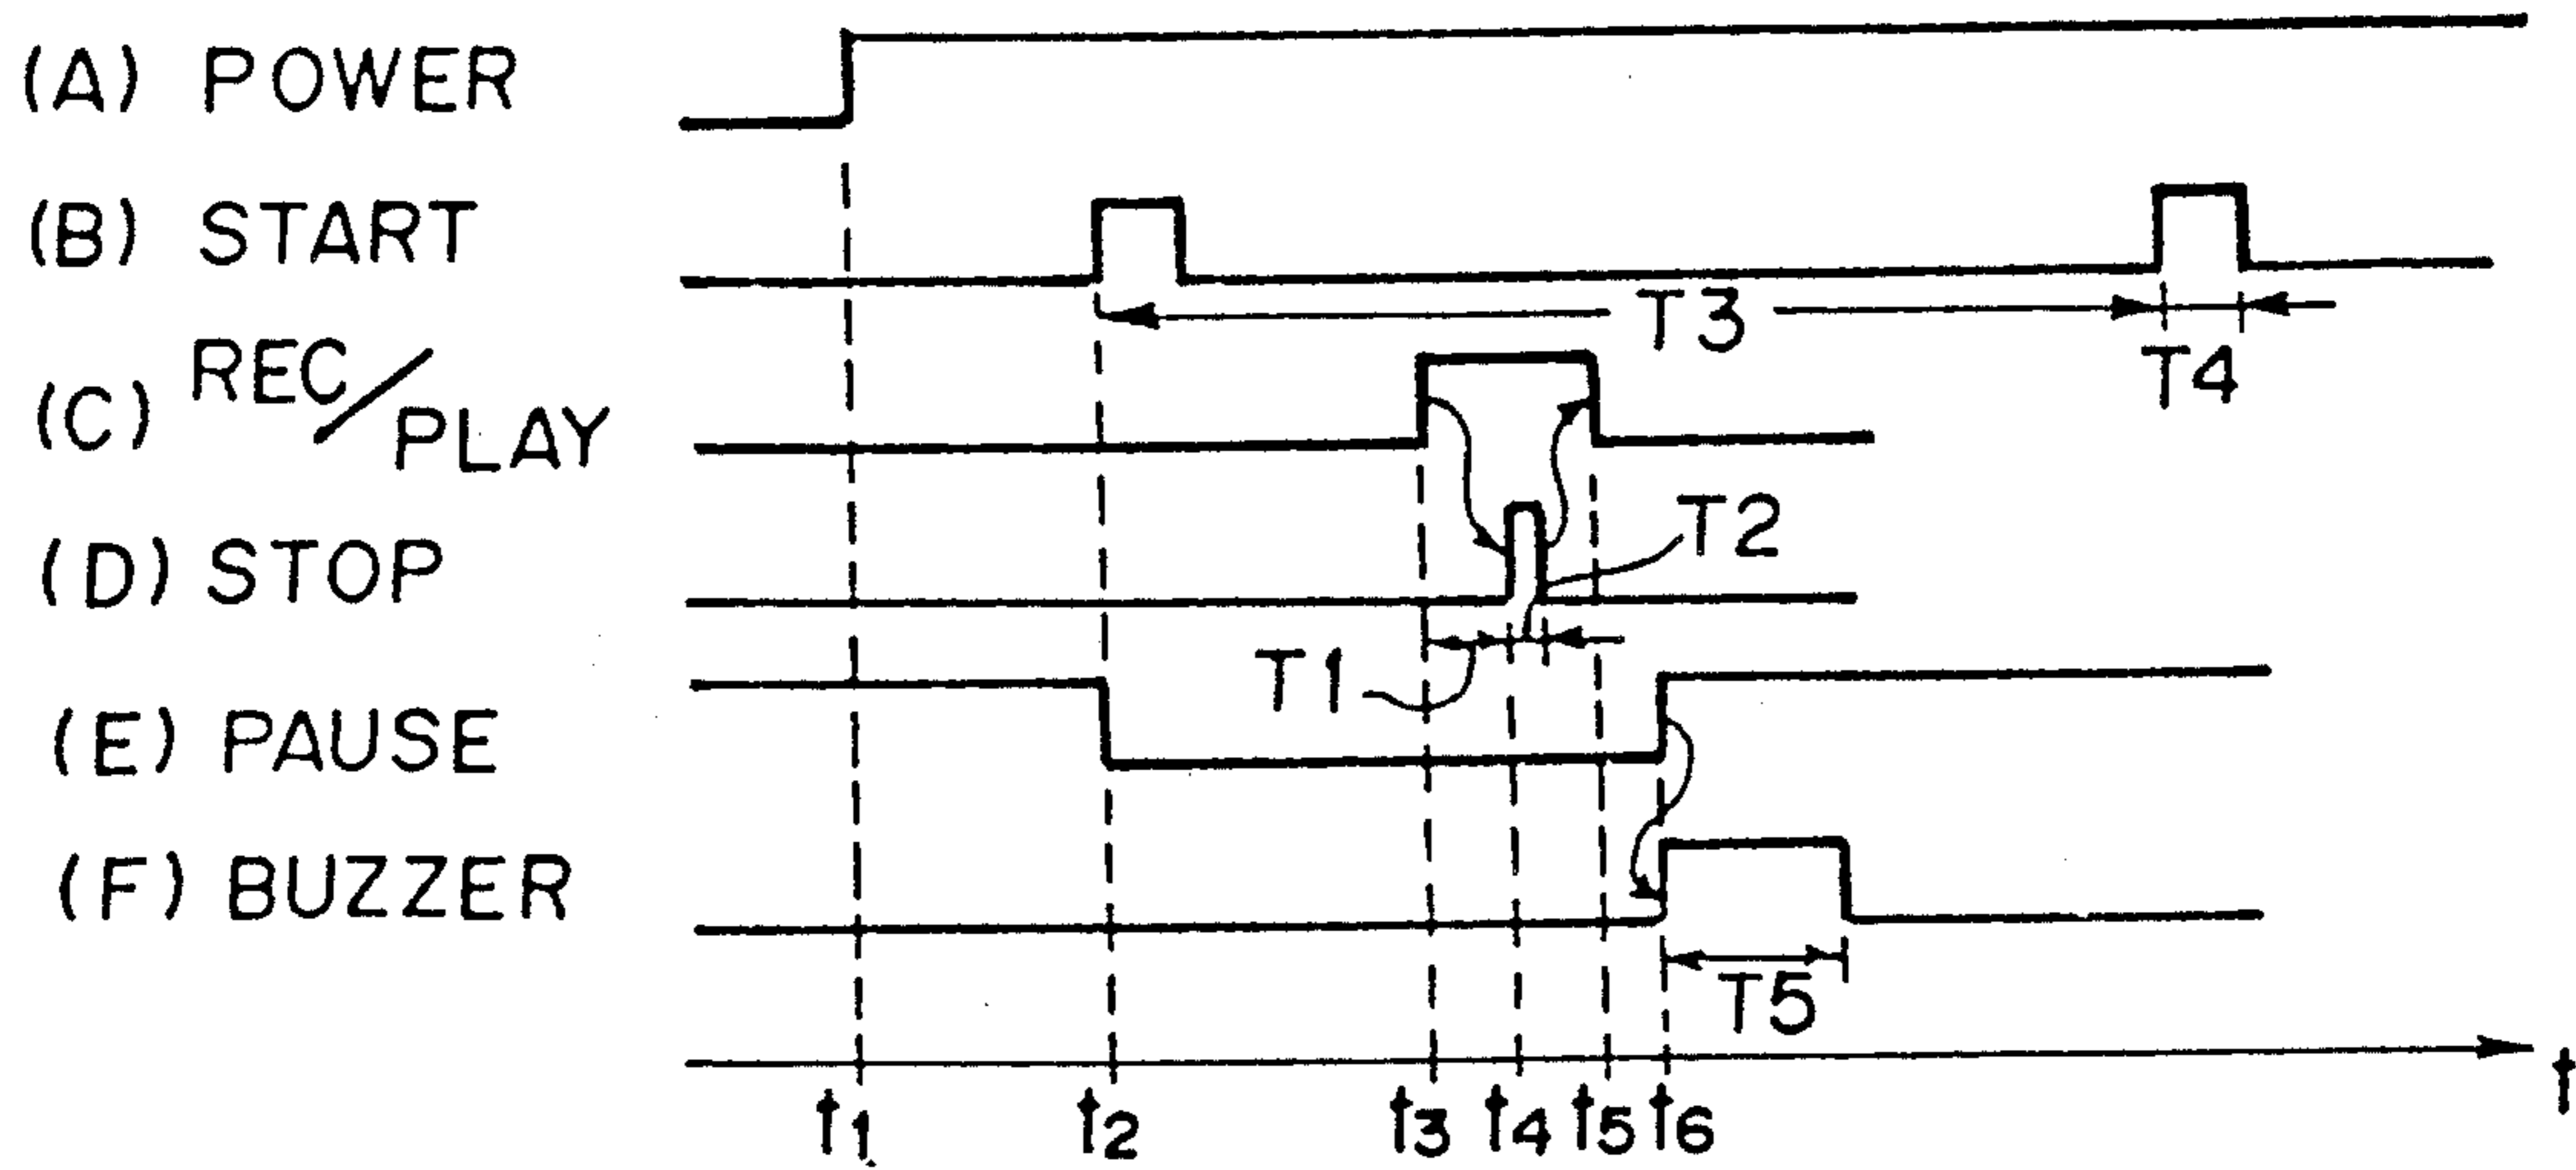 (A) POWER
(B) START
T3
T4
(C) REC/PLAY
(D) STOP
T2
T1
(E) PAUSE
(F) BUZZER
T5
t1 t2 t3 t4 t5 t6 t